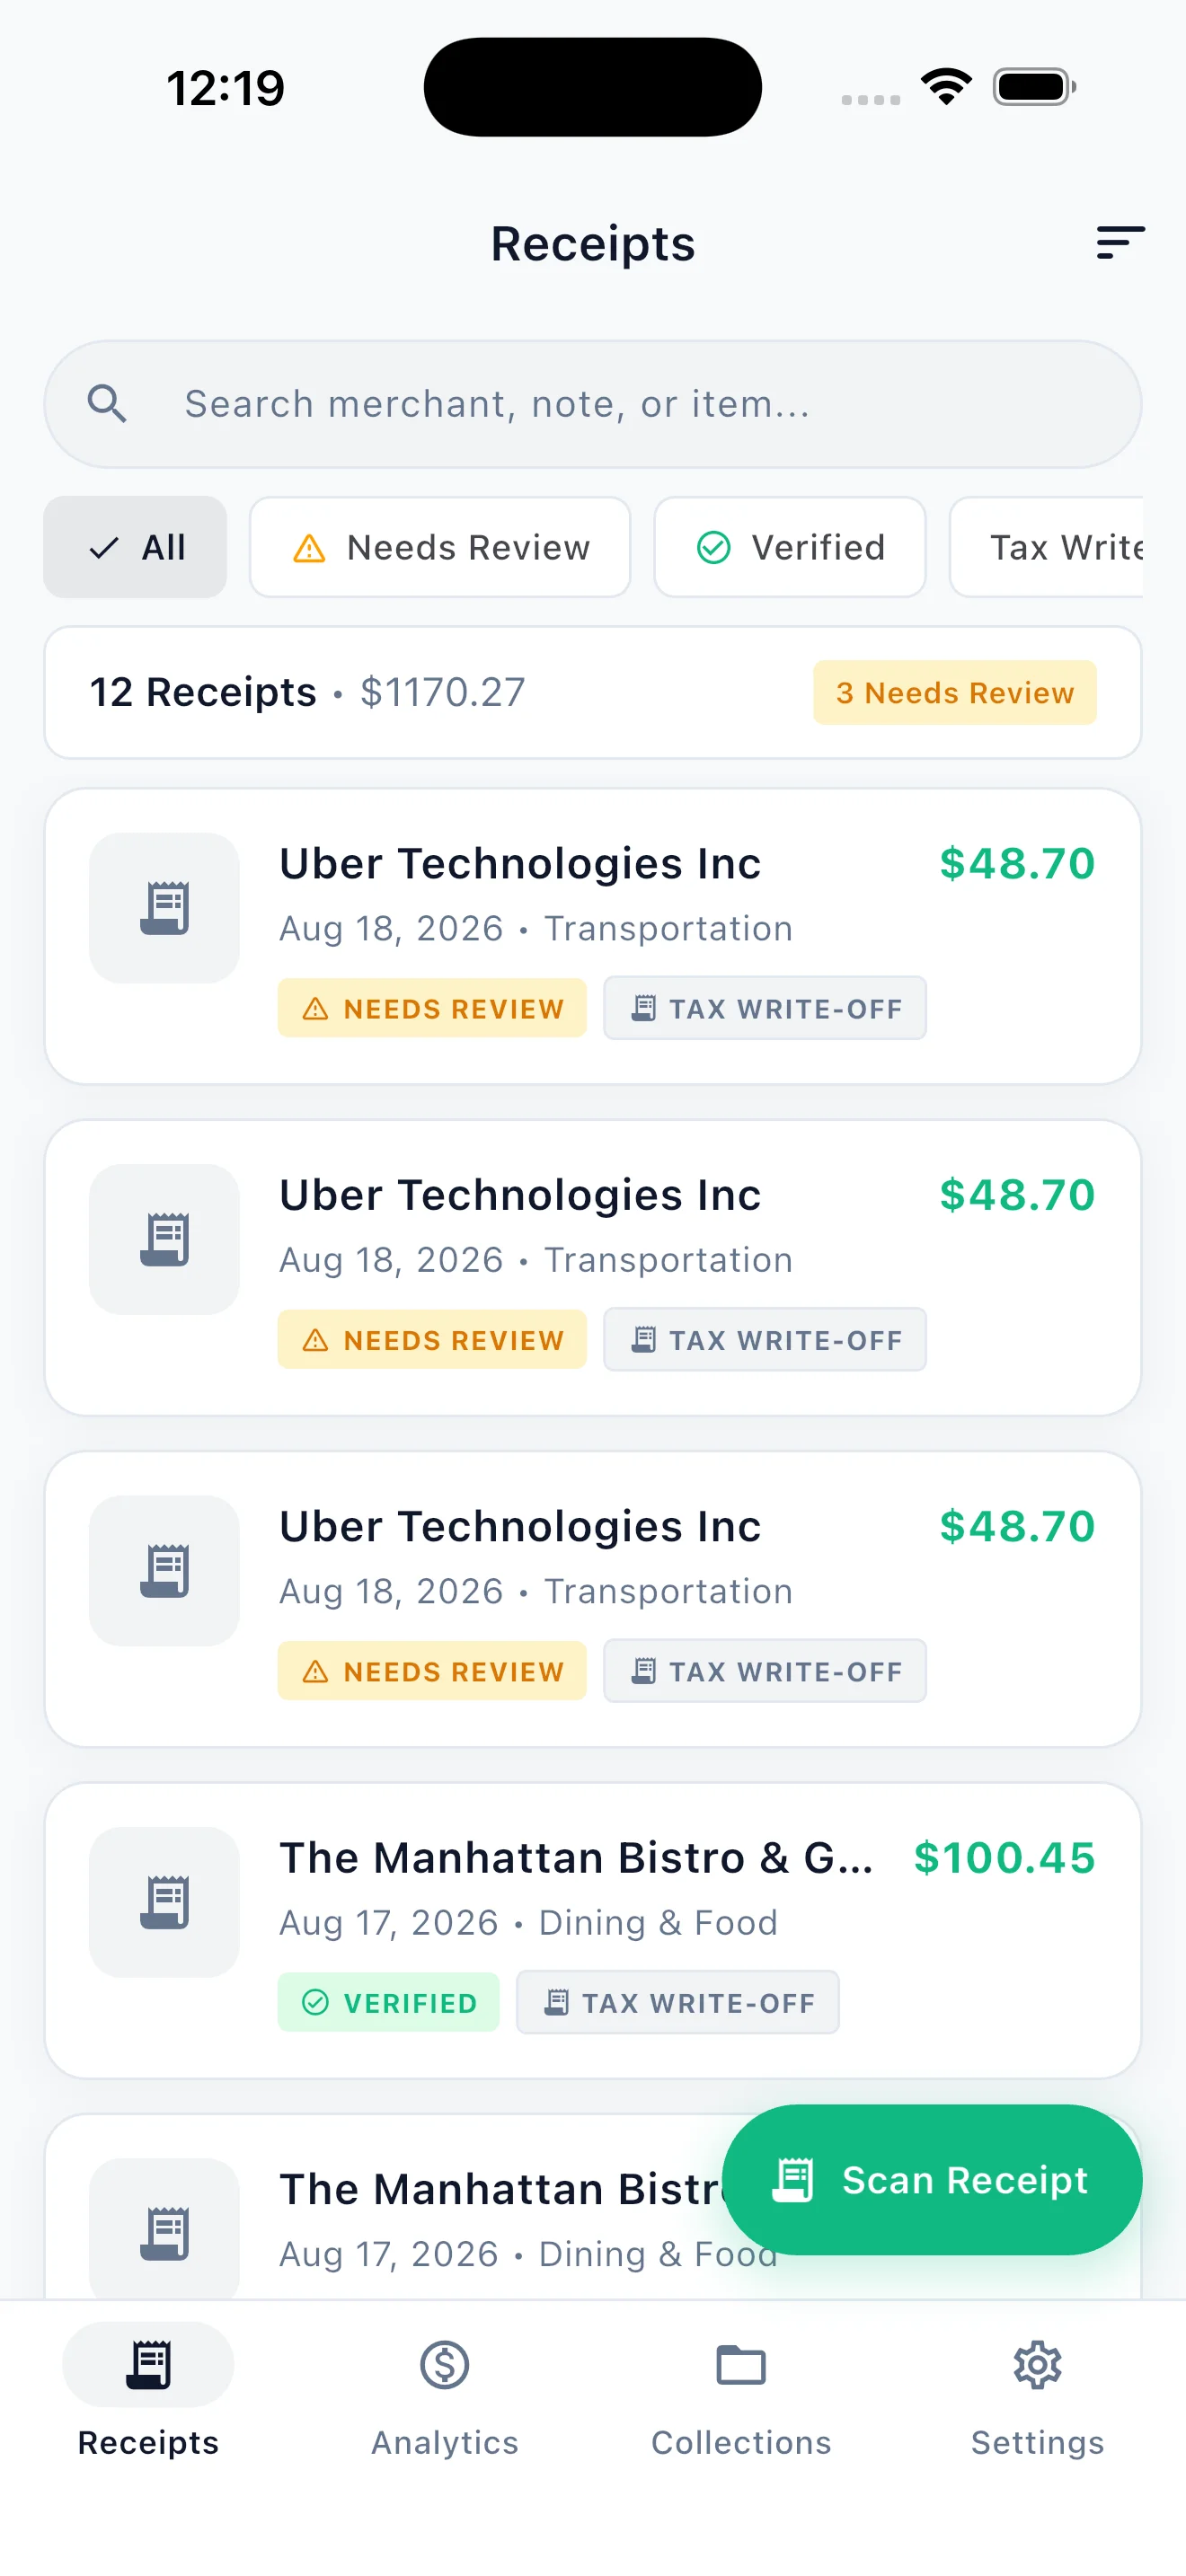 12:19
Receipts
Search merchant, note, or item...
All
Needs Review
Verified
Tax Write
12 Receipts • $1170.27
3 Needs Review
Uber Technologies Inc
$48.70
Aug 18, 2026 • Transportation
NEEDS REVIEW
TAX WRITE-OFF
Uber Technologies Inc
$48.70
Aug 18, 2026 • Transportation
NEEDS REVIEW
TAX WRITE-OFF
Uber Technologies Inc
$48.70
Aug 18, 2026 • Transportation
NEEDS REVIEW
TAX WRITE-OFF
The Manhattan Bistro & G...
$100.45
Aug 17, 2026 • Dining & Food
VERIFIED
TAX WRITE-OFF
The Manhattan Bistr
Aug 17, 2026 • Dining & Food
Scan Receipt
Receipts
Analytics
Collections
Settings